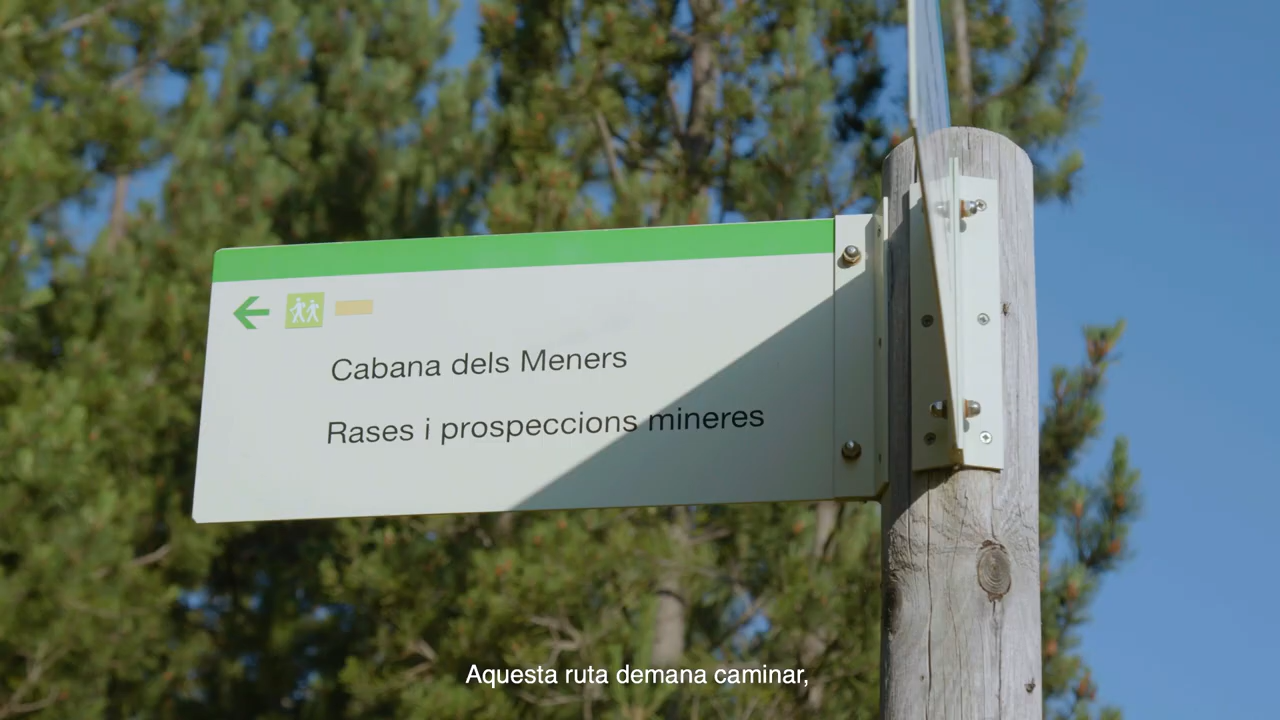 Cabana dels Meners
Rases i prospeccions mineres
Aquesta ruta demana caminar,